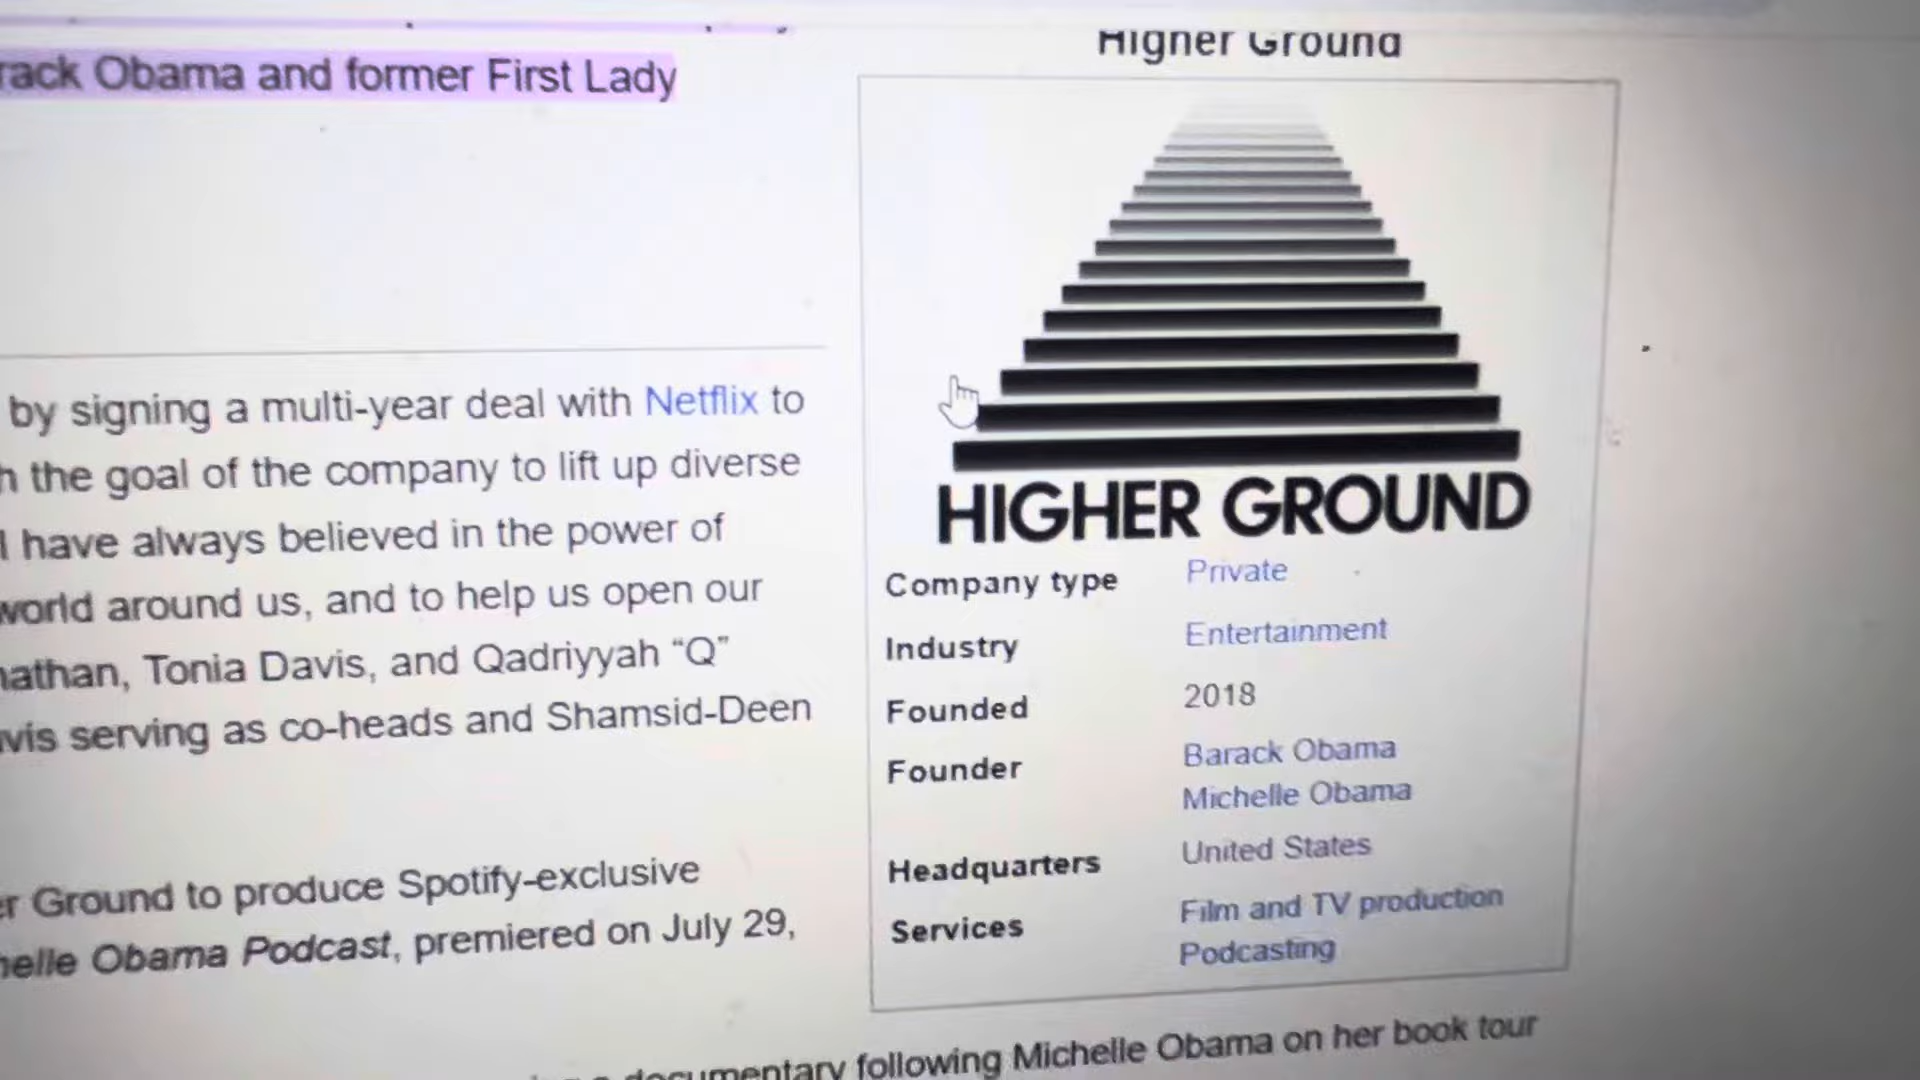 rack Obama and former First Lady
by signing a multi-year deal with Netflix to
the goal of the company to lift up diverse
I have always believed in the power of
world around us, and to help us open our
nathan, Tonia Davis, and Qadriyyah “Q”
avis serving as co-heads and Shamsid-Deen
er Ground to produce Spotify-exclusive
helle Obama Podcast, premiered on July 29,
documentary following Michelle Obama on her book tour
Higher Ground
HIGHER GROUND
Company type Private
Industry Entertainment
Founded 2018
Founder Barack Obama
Michelle Obama
Headquarters United States
Services Film and TV production
Podcasting